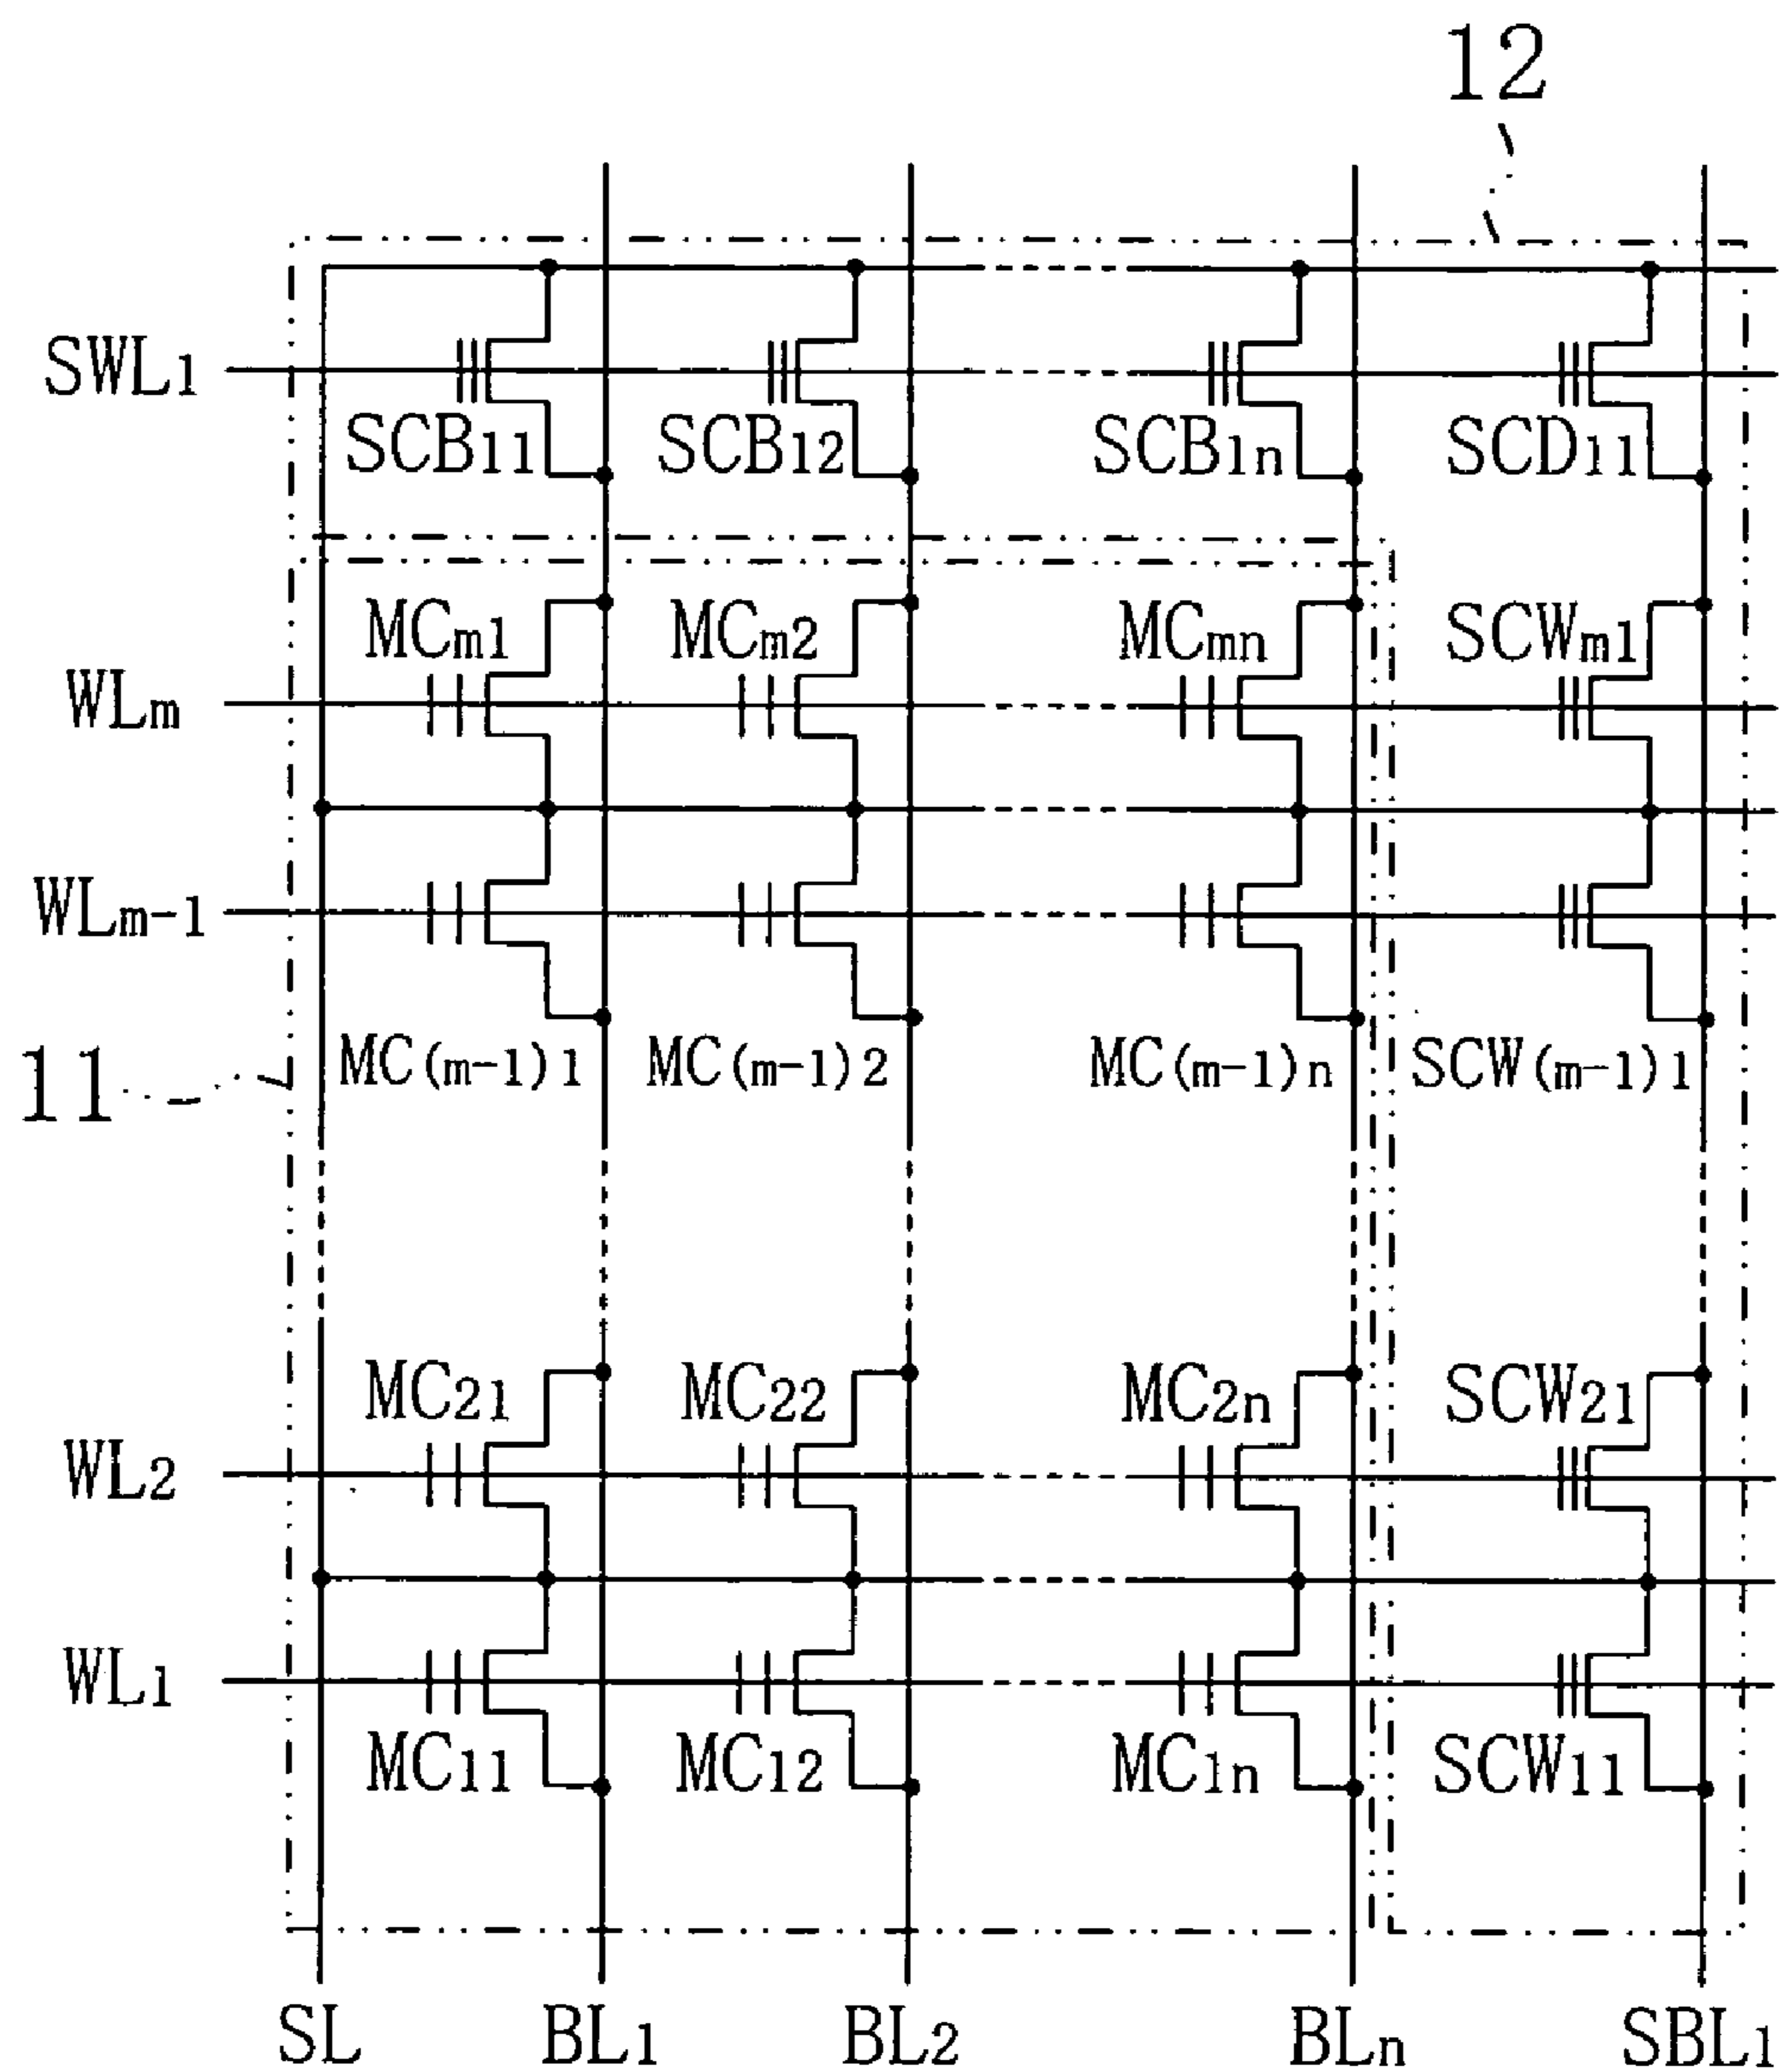 12
SWL1
SCB11 SCB12 SCB1n SCD11
MCm1 MCm2 MCmn SCWm1
WLm
WLm-1
MC(m-1)1 MC(m-1)2 MC(m-1)n SCW(m-1)1
11
MC21 MC22 MC2n SCW21
WL2
WL1
MC11 MC12 MC1n SCW11
SL BL1 BL2 BLn SBL1